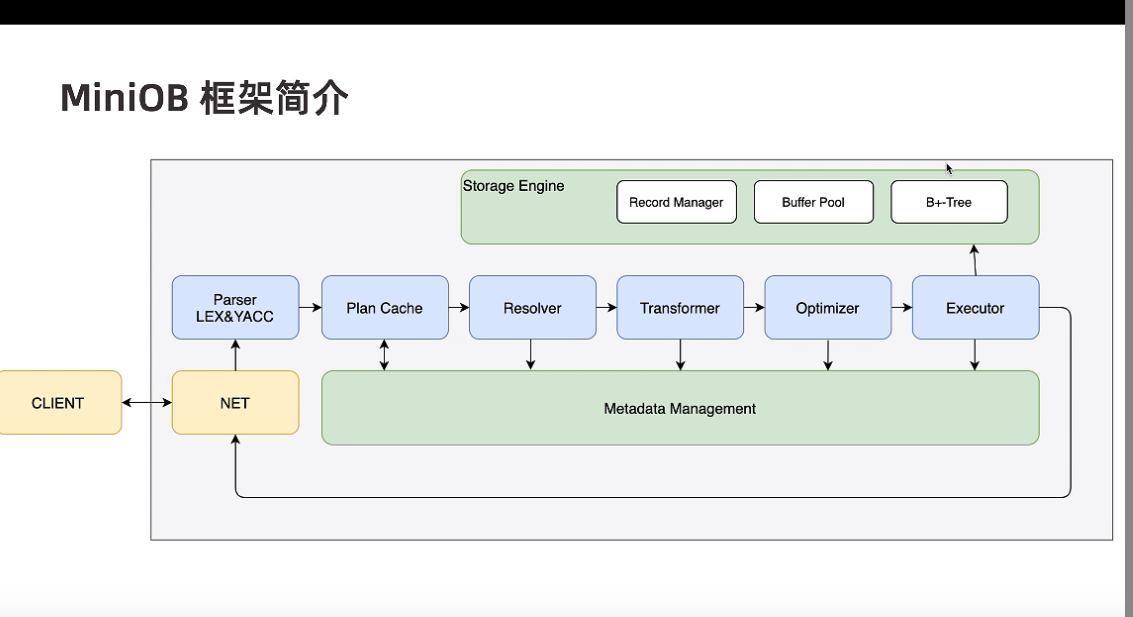 MiniOB 框架简介
Storage Engine
Record Manager
Buffer Pool
B+-Tree
Parser
LEX&YACC
Plan Cache
Resolver
Transformer
Optimizer
Executor
CLIENT
NET
Metadata Management